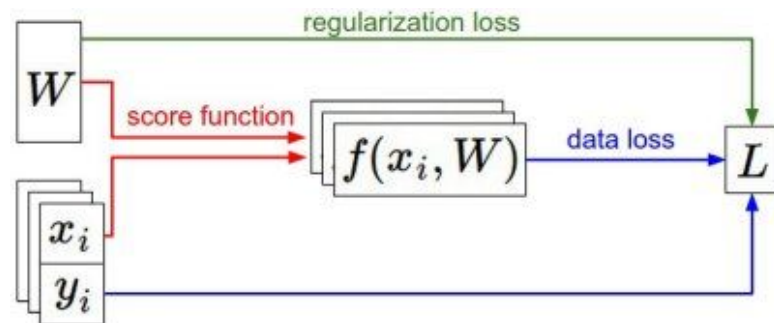 regularization loss
W
score function
f(x_i, W)
data loss
L
x_i
y_i